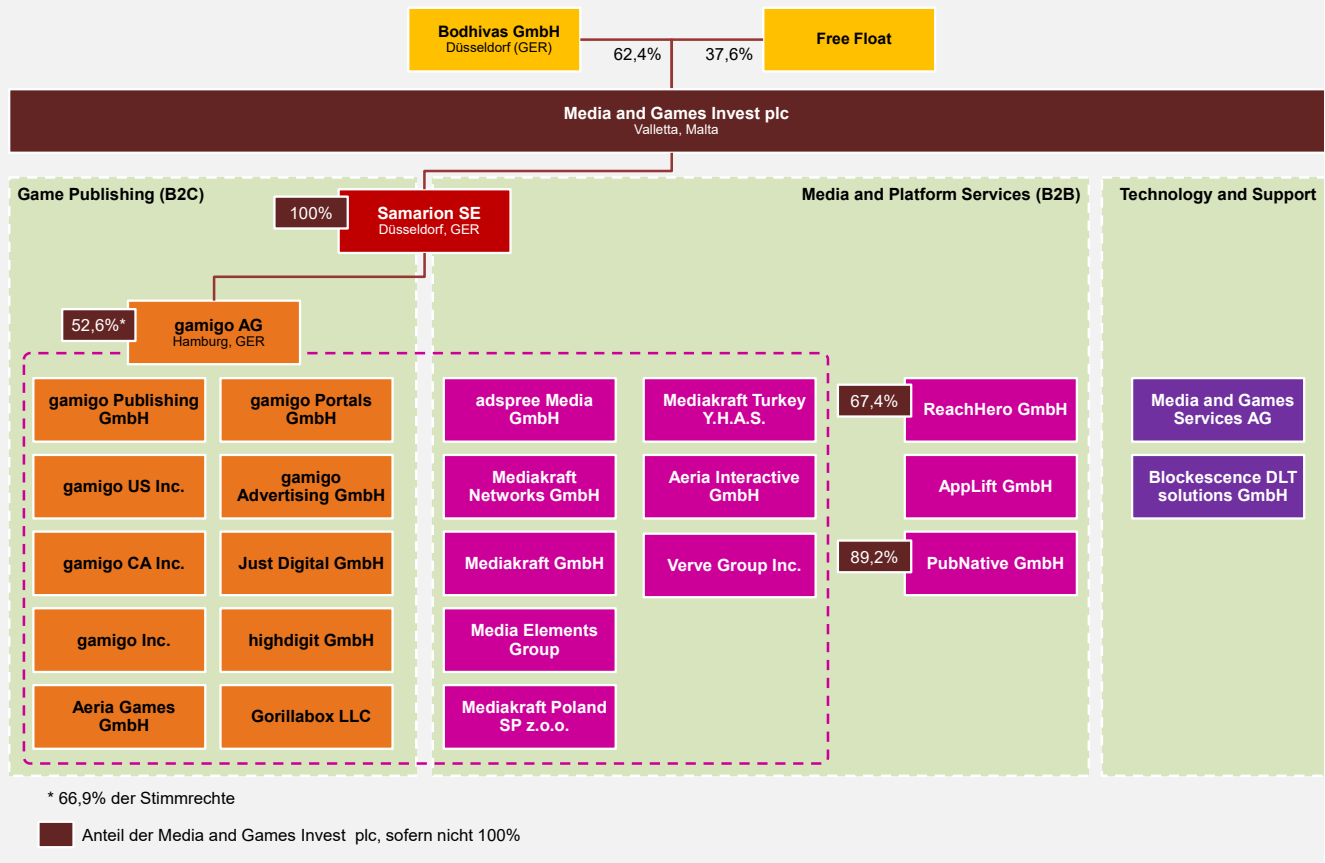 Bodhivas GmbH
Düsseldorf (GER)
62,4%
37,6%
Free Float
Media and Games Invest plc
Valletta, Malta
Game Publishing (B2C)
100%
Samarion SE
Düsseldorf, GER
Media and Platform Services (B2B)
Technology and Support
52,6%*
gamigo AG
Hamburg, GER
gamigo Publishing
GmbH
gamigo Portals
GmbH
gamigo US Inc.
gamigo
Advertising GmbH
gamigo CA Inc.
Just Digital GmbH
gamigo Inc.
highdigit GmbH
Aeria Games
GmbH
Gorillabox LLC
adspree Media
GmbH
Mediakraft Turkey
Y.H.A.S.
Mediakraft
Networks GmbH
Aeria Interactive
GmbH
Mediakraft GmbH
Verve Group Inc.
Media Elements
Group
Mediakraft Poland
SP z.o.o.
67,4%
ReachHero GmbH
AppLift GmbH
89,2%
PubNative GmbH
Media and Games
Services AG
Blockescence DLT
solutions GmbH
* 66,9% der Stimmrechte
Anteil der Media and Games Invest plc, sofern nicht 100%